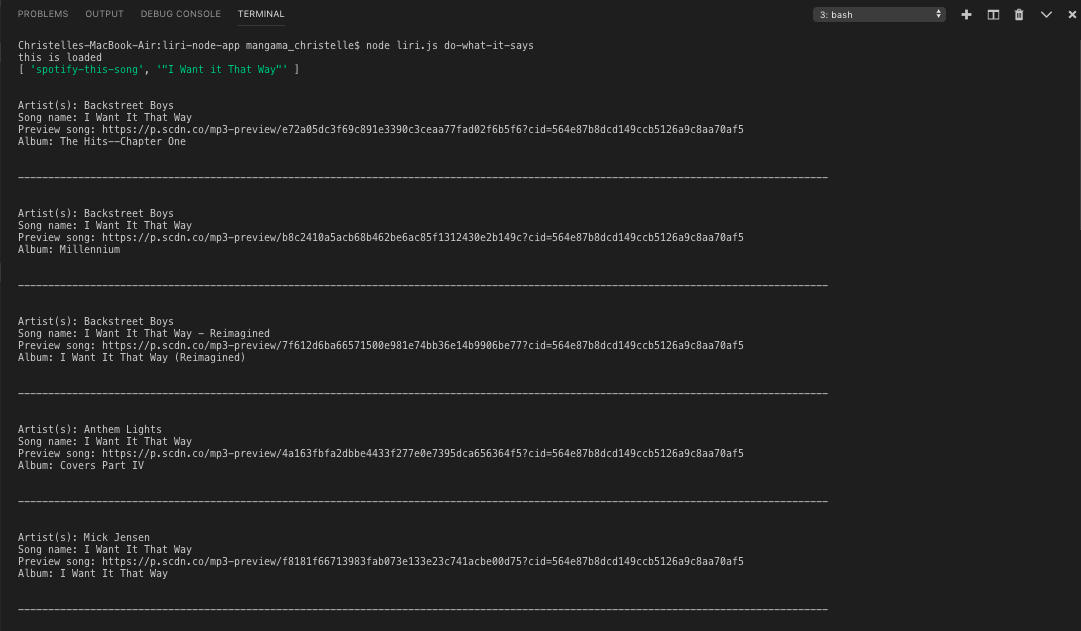 PROBLEMS OUTPUT DEBUG CONSOLE TERMINAL 3: bash
Christelles-MacBook-Air:liri-node-app mangama_christelle$ node liri.js do-what-it-says
this is loaded
[ 'spotify-this-song', '"I Want it That Way"' ]
Artist(s): Backstreet Boys
Song name: I Want It That Way
Preview song: https://p.scdn.co/mp3-preview/e72a05dc3f69c891e3390c3ceaa77fad02f6b5f6?cid=564e87b8dcd149ccb5126a9c8aa70af5
Album: The Hits--Chapter One
--------------------------------------------------------------------------------------------------------------------------------------- 
Artist(s): Backstreet Boys
Song name: I Want It That Way
Preview song: https://p.scdn.co/mp3-preview/b8c2410a5acb68b462be6ac85f1312430e2b149c?cid=564e87b8dcd149ccb5126a9c8aa70af5
Album: Millennium
---------------------------------------------------------------------------------------------------------------------------------------
Artist(s): Backstreet Boys
Song name: I Want It That Way - Reimagined
Preview song: https://p.scdn.co/mp3-preview/7f612d6ba66571500e981e74bb36e14b9906be77?cid=564e87b8dcd149ccb5126a9c8aa70af5
Album: I Want It That Way (Reimagined)
---------------------------------------------------------------------------------------------------------------------------------------
Artist(s): Anthem Lights
Song name: I Want It That Way
Preview song: https://p.scdn.co/mp3-preview/4a163fbfa2dbbe4433f277e0e7395dca656364f5?cid=564e87b8dcd149ccb5126a9c8aa70af5
Album: Covers Part IV
---------------------------------------------------------------------------------------------------------------------------------------
Artist(s): Mick Jensen
Song name: I Want It That Way
Preview song: https://p.scdn.co/mp3-preview/f8181f66713983fab073e133e23c741acbe00d75?cid=564e87b8dcd149ccb5126a9c8aa70af5
Album: I Want It That Way
---------------------------------------------------------------------------------------------------------------------------------------